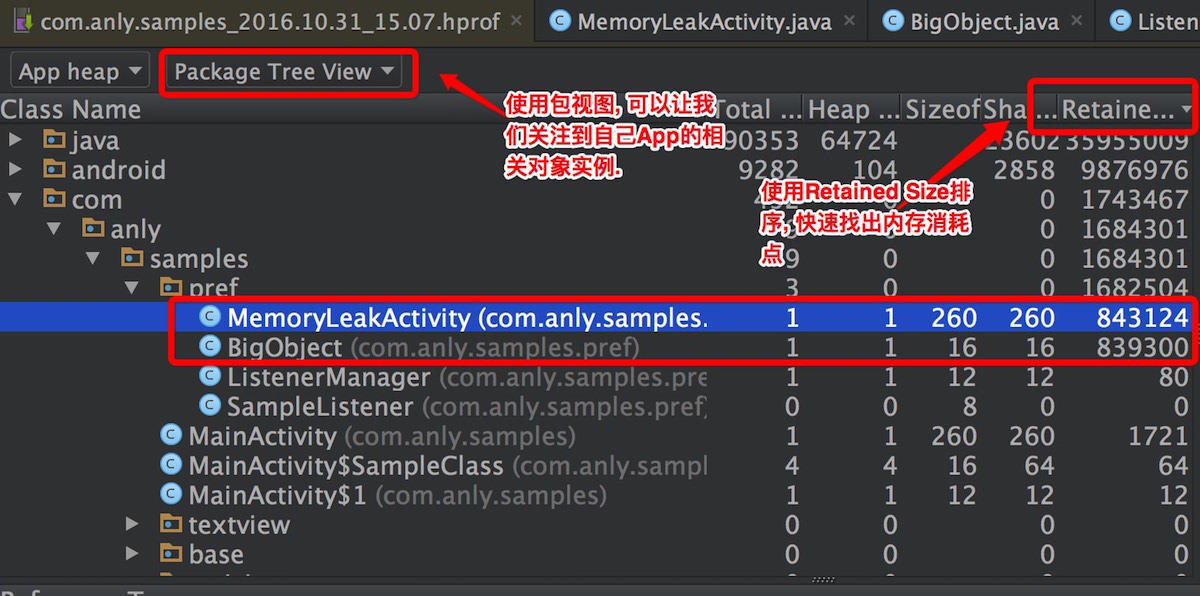 com.anly.samples_2016.10.31_15.07.hprof MemoryLeakActivity.java BigObject.java Listen
App heap Package Tree View
使用包视图, 可以让我
们关注到自己App的相
关对象实例.
Class Name Total ... Heap ... Sizeof Sha... Retaine...
java 90353 64724 23602 35955009
android 9282 104 2858 9876976
使用Retained Size排
序, 快速找出内存消耗
点
com 0 1743467
anly 0 1684301
samples 9 0 0 1684301
pref 3 0 0 1682504
MemoryLeakActivity (com.anly.samples. 1 1 260 260 843124
BigObject (com.anly.samples.pref) 1 1 16 16 839300
ListenerManager (com.anly.samples.pre 1 1 12 12 80
SampleListener (com.anly.samples.pref) 0 0 8 0 0
MainActivity (com.anly.samples) 1 1 260 260 1721
MainActivity$SampleClass (com.anly.sampl 4 4 16 64 64
MainActivity$1 (com.anly.samples) 1 1 12 12 12
textview 0 0 0 0
base 0 0 0 0